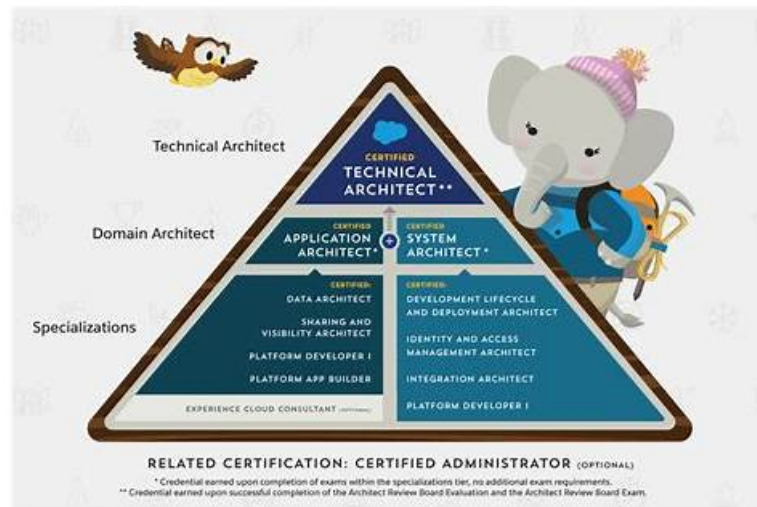 Technical Architect
CERTIFIED
TECHNICAL
ARCHITECT**
Domain Architect
CERTIFIED
APPLICATION
ARCHITECT*
+
CERTIFIED
SYSTEM
ARCHITECT*
Specializations
CERTIFIED:
DATA ARCHITECT
SHARING AND
VISIBILITY ARCHITECT
PLATFORM DEVELOPER I
PLATFORM APP BUILDER
EXPERIENCE CLOUD CONSULTANT (OPTIONAL)
CERTIFIED:
DEVELOPMENT LIFECYCLE
AND DEPLOYMENT ARCHITECT
IDENTITY AND ACCESS
MANAGEMENT ARCHITECT
INTEGRATION ARCHITECT
PLATFORM DEVELOPER I
RELATED CERTIFICATION: CERTIFIED ADMINISTRATOR (OPTIONAL)
* Credential earned upon completion of exams within the specializations tier, no additional exam requirements.
** Credential earned upon successful completion of the Architect Review Board Evaluation and the Architect Review Board Exam.